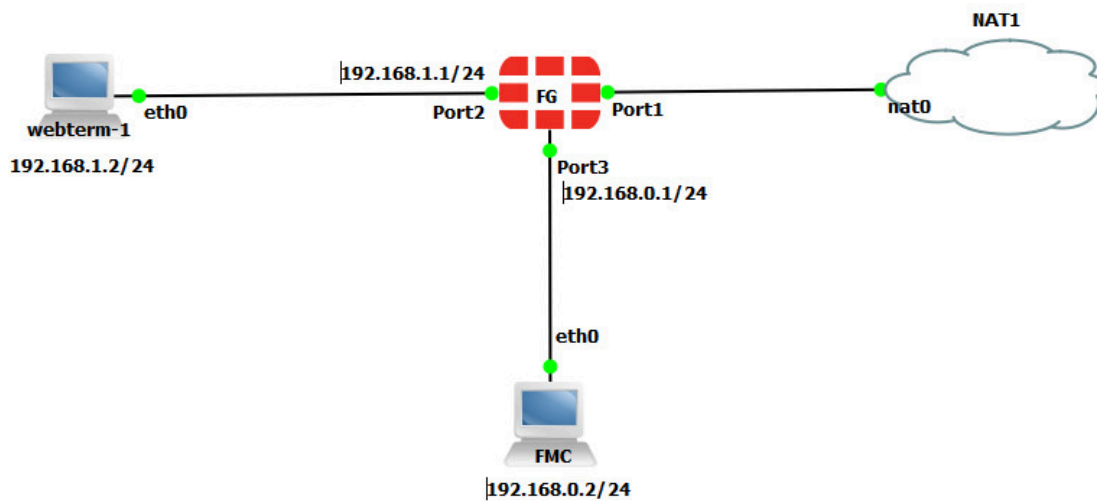 NAT1
192.168.1.1/24
FG
eth0
Port2
Port1
nat0
webterm-1
192.168.1.2/24
Port3
192.168.0.1/24
eth0
FMC
192.168.0.2/24